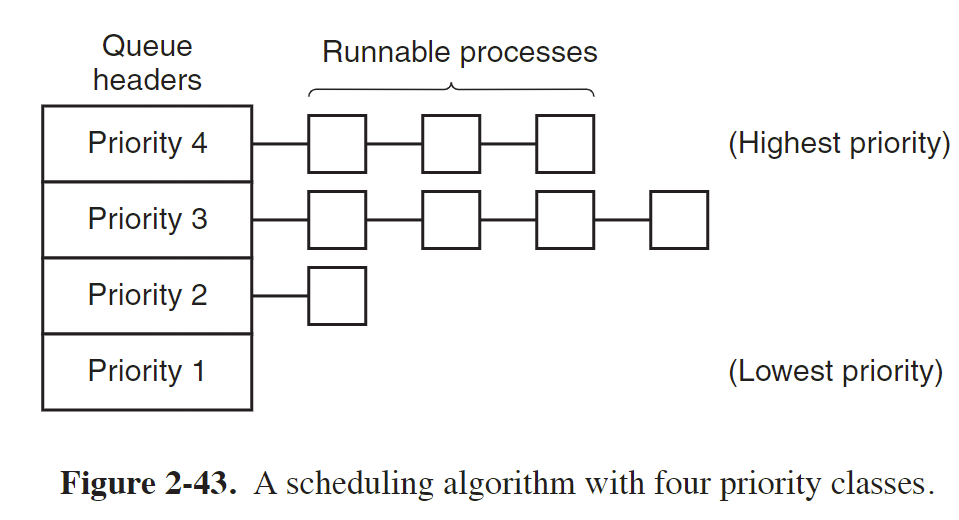 Queue
headers
Runnable processes
Priority 4
(Highest priority)
Priority 3
Priority 2
Priority 1
(Lowest priority)
Figure 2-43. A scheduling algorithm with four priority classes.